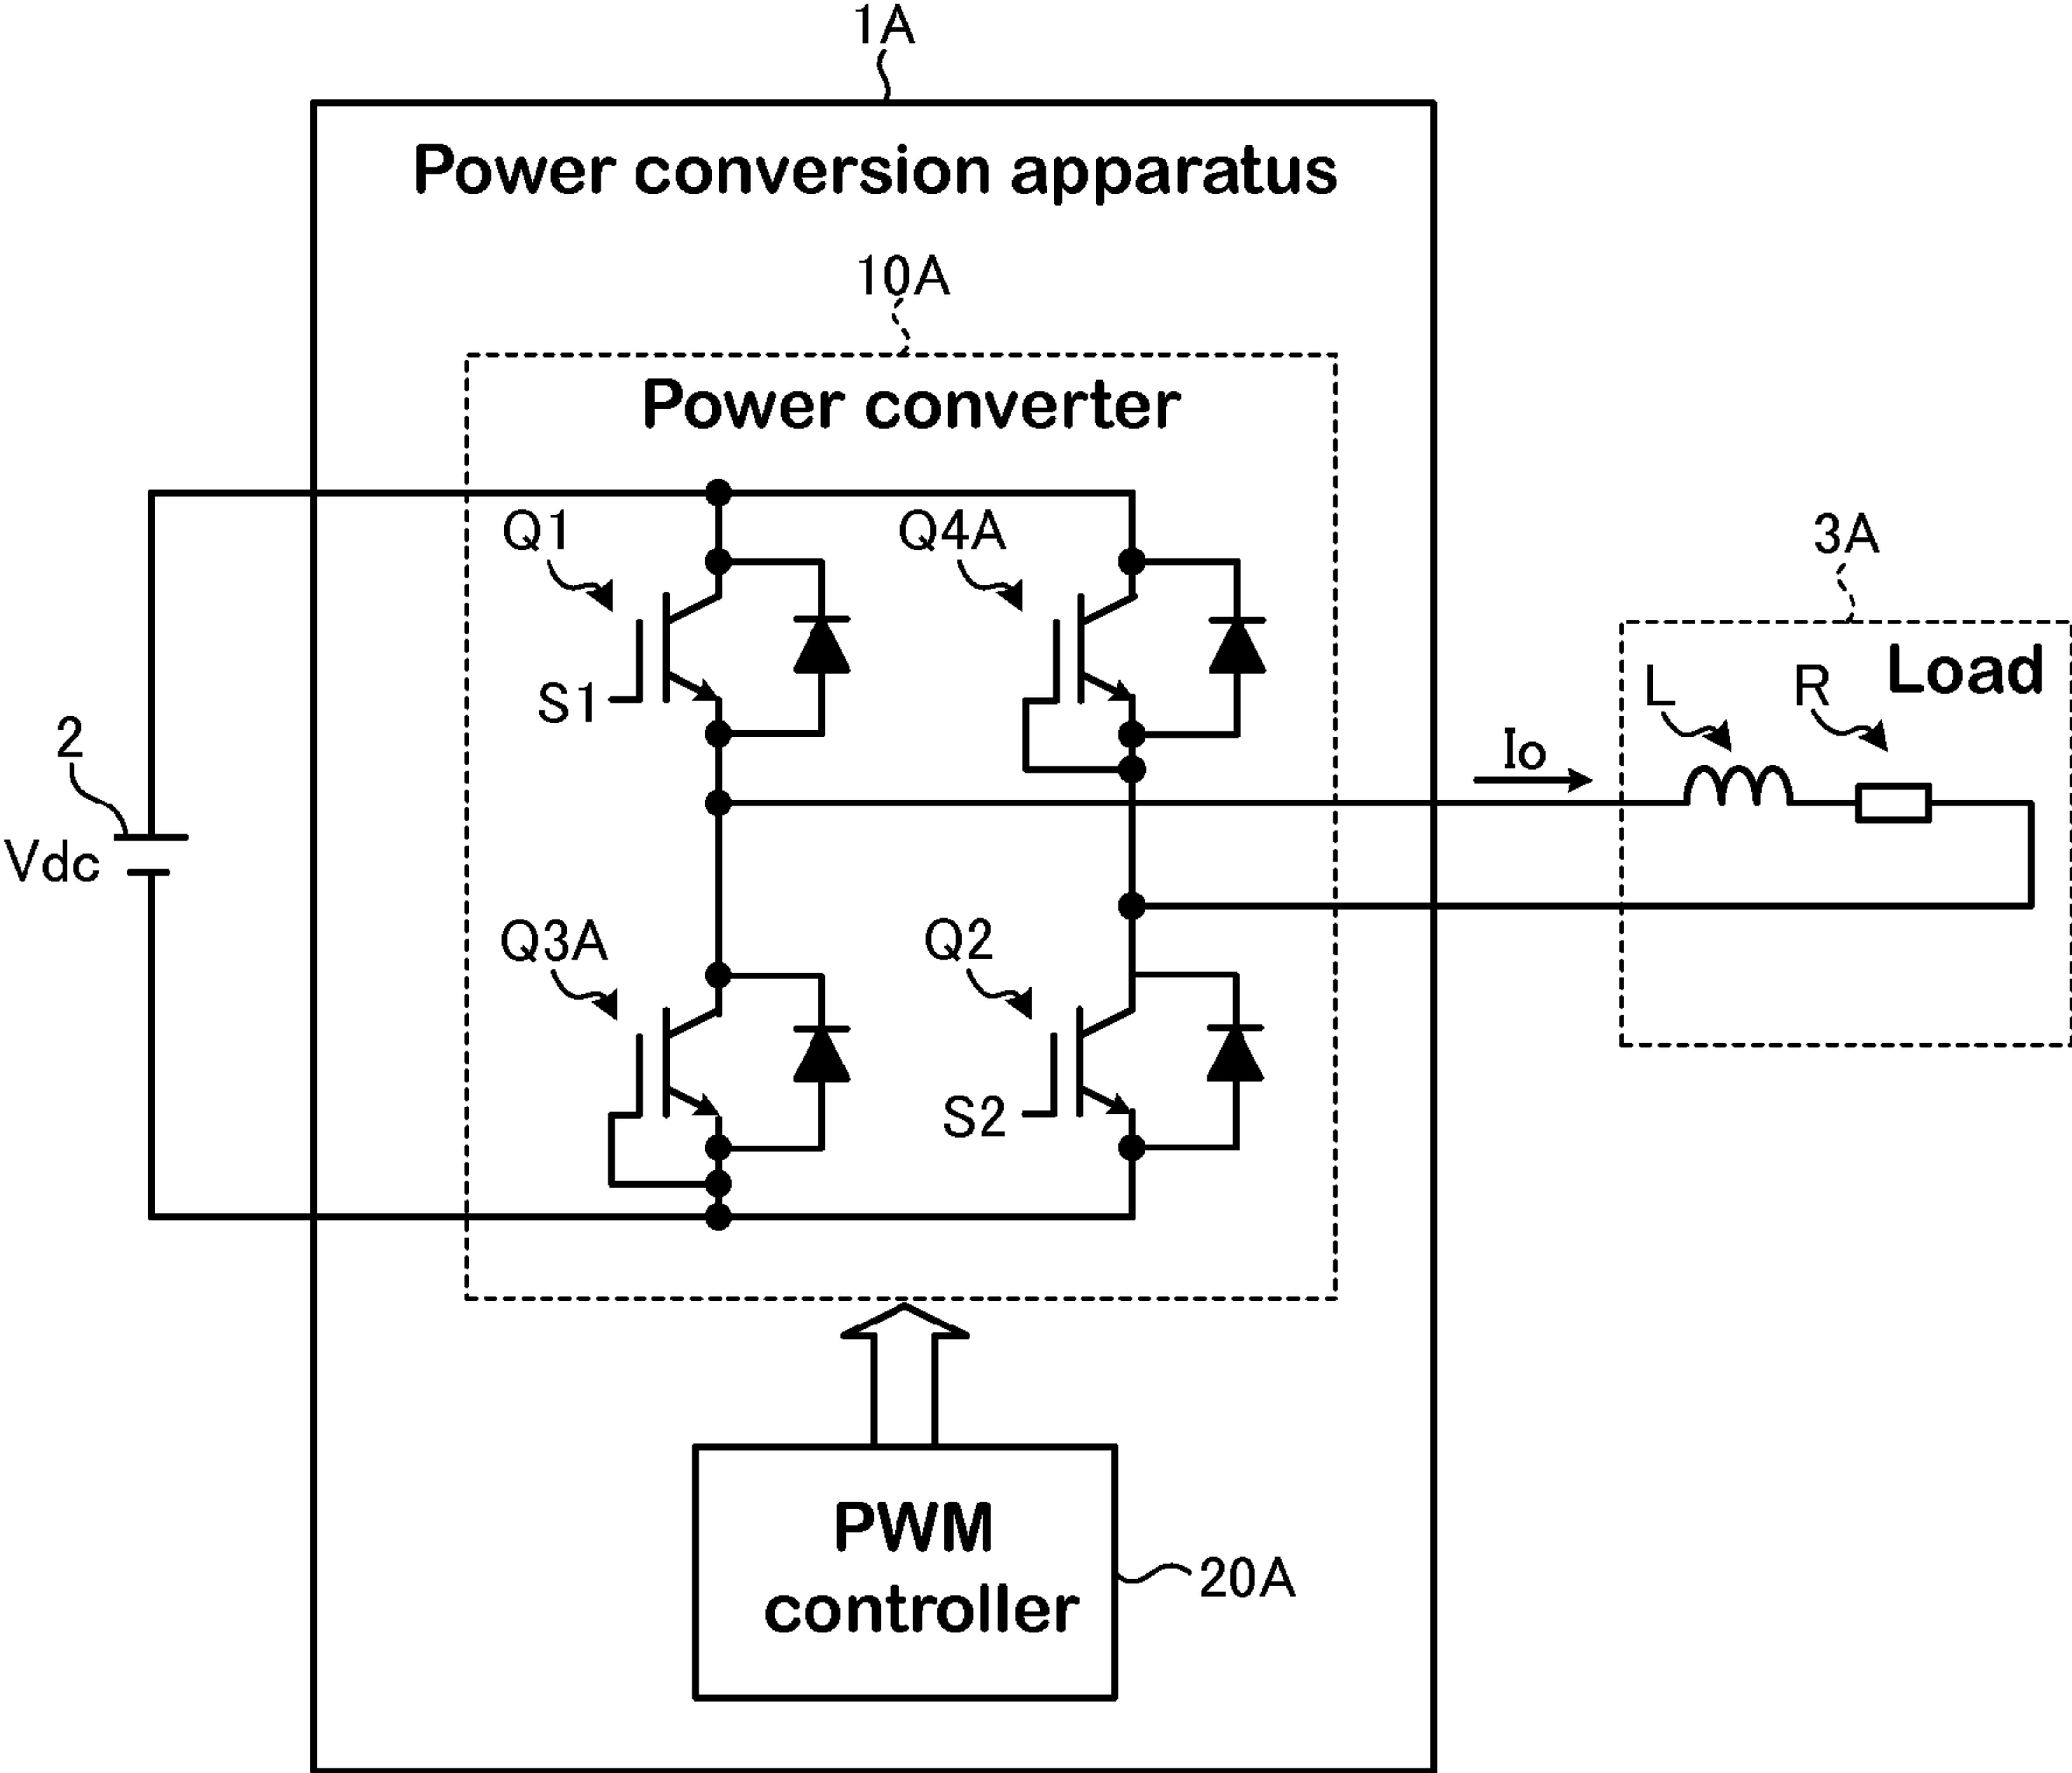 1A
Power conversion apparatus
10A
Power converter
Q1
Q4A
3A
S1
L
R
Load
2
Vdc
Io
Q3A
Q2
S2
PWM
controller
20A